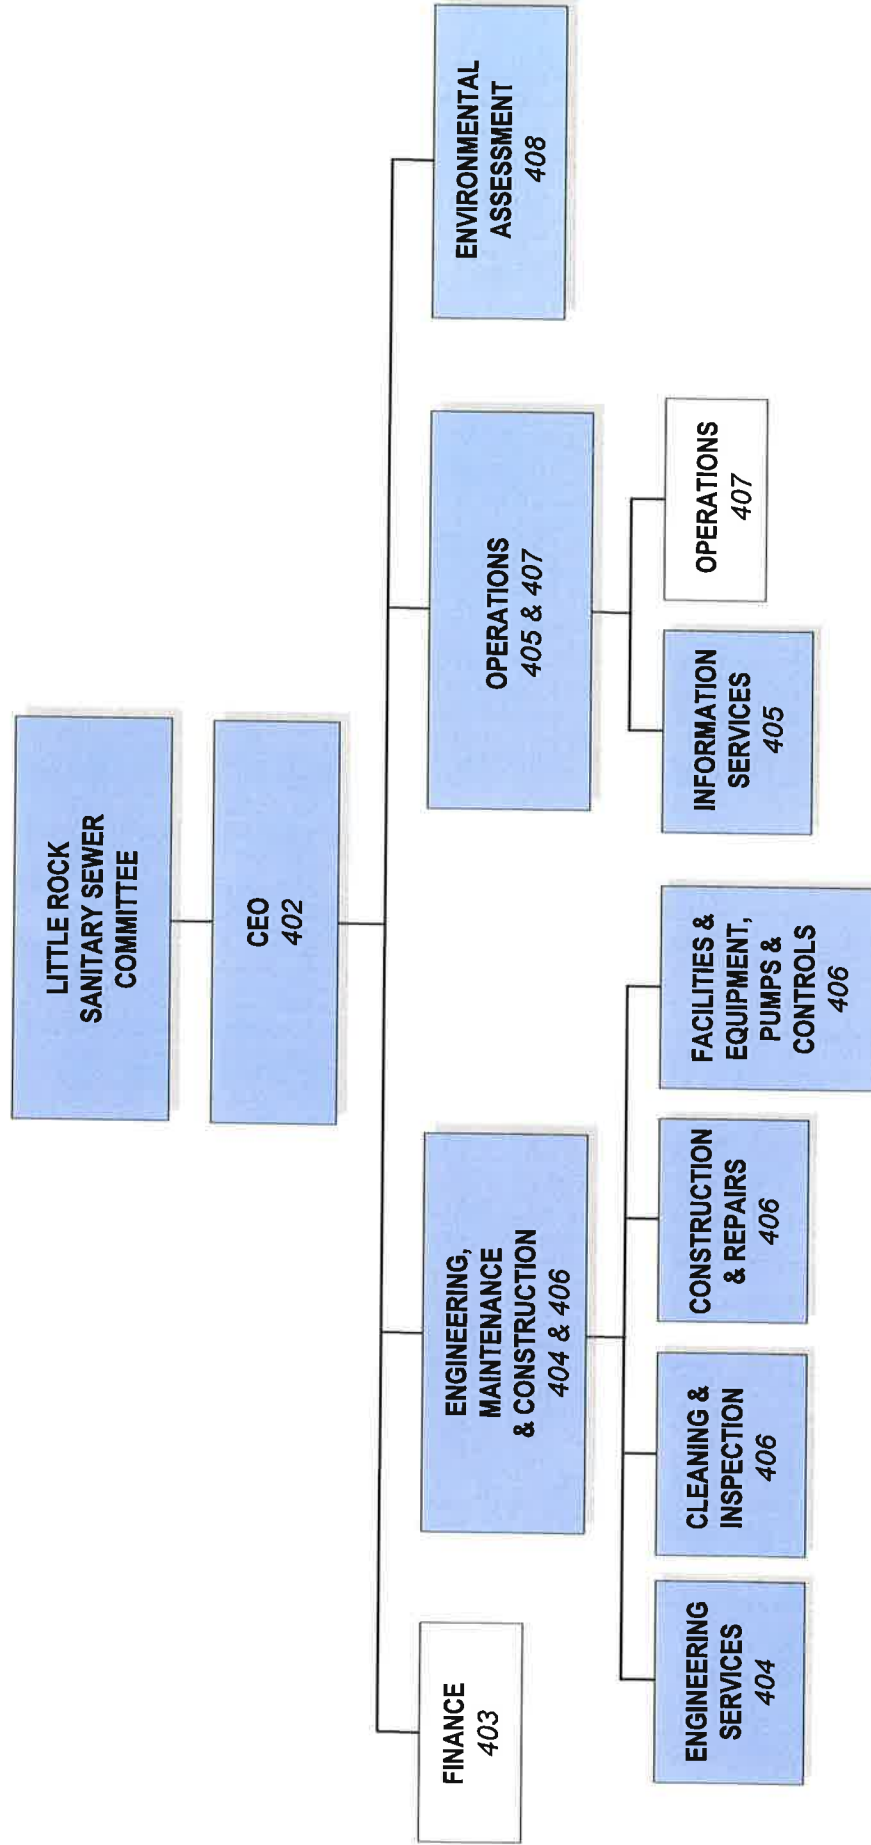 LITTLE ROCK
SANITARY SEWER
COMMITTEE
CEO
402
FINANCE
403
ENGINEERING,
MAINTENANCE
& CONSTRUCTION
404 & 406
OPERATIONS
405 & 407
ENVIRONMENTAL
ASSESSMENT
408
ENGINEERING
SERVICES
404
CLEANING &
INSPECTION
406
CONSTRUCTION
& REPAIRS
406
FACILITIES &
EQUIPMENT,
PUMPS &
CONTROLS
406
INFORMATION
SERVICES
405
OPERATIONS
407